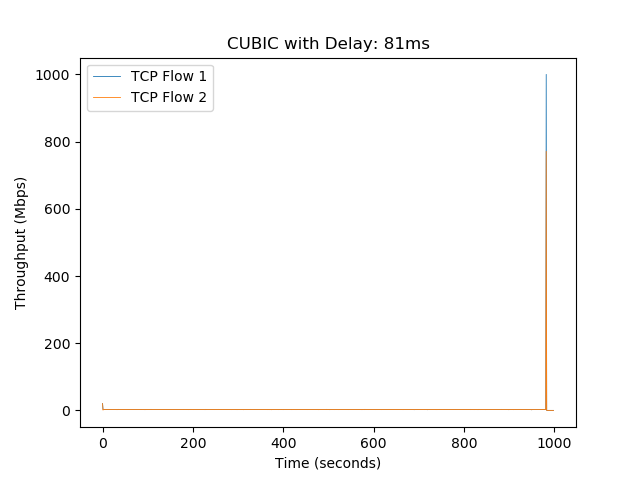 CUBIC with Delay: 81ms
TCP Flow 1
TCP Flow 2
1000
800
600
400
200
0
Throughput (Mbps)
0 200 400 600 800 1000
Time (seconds)